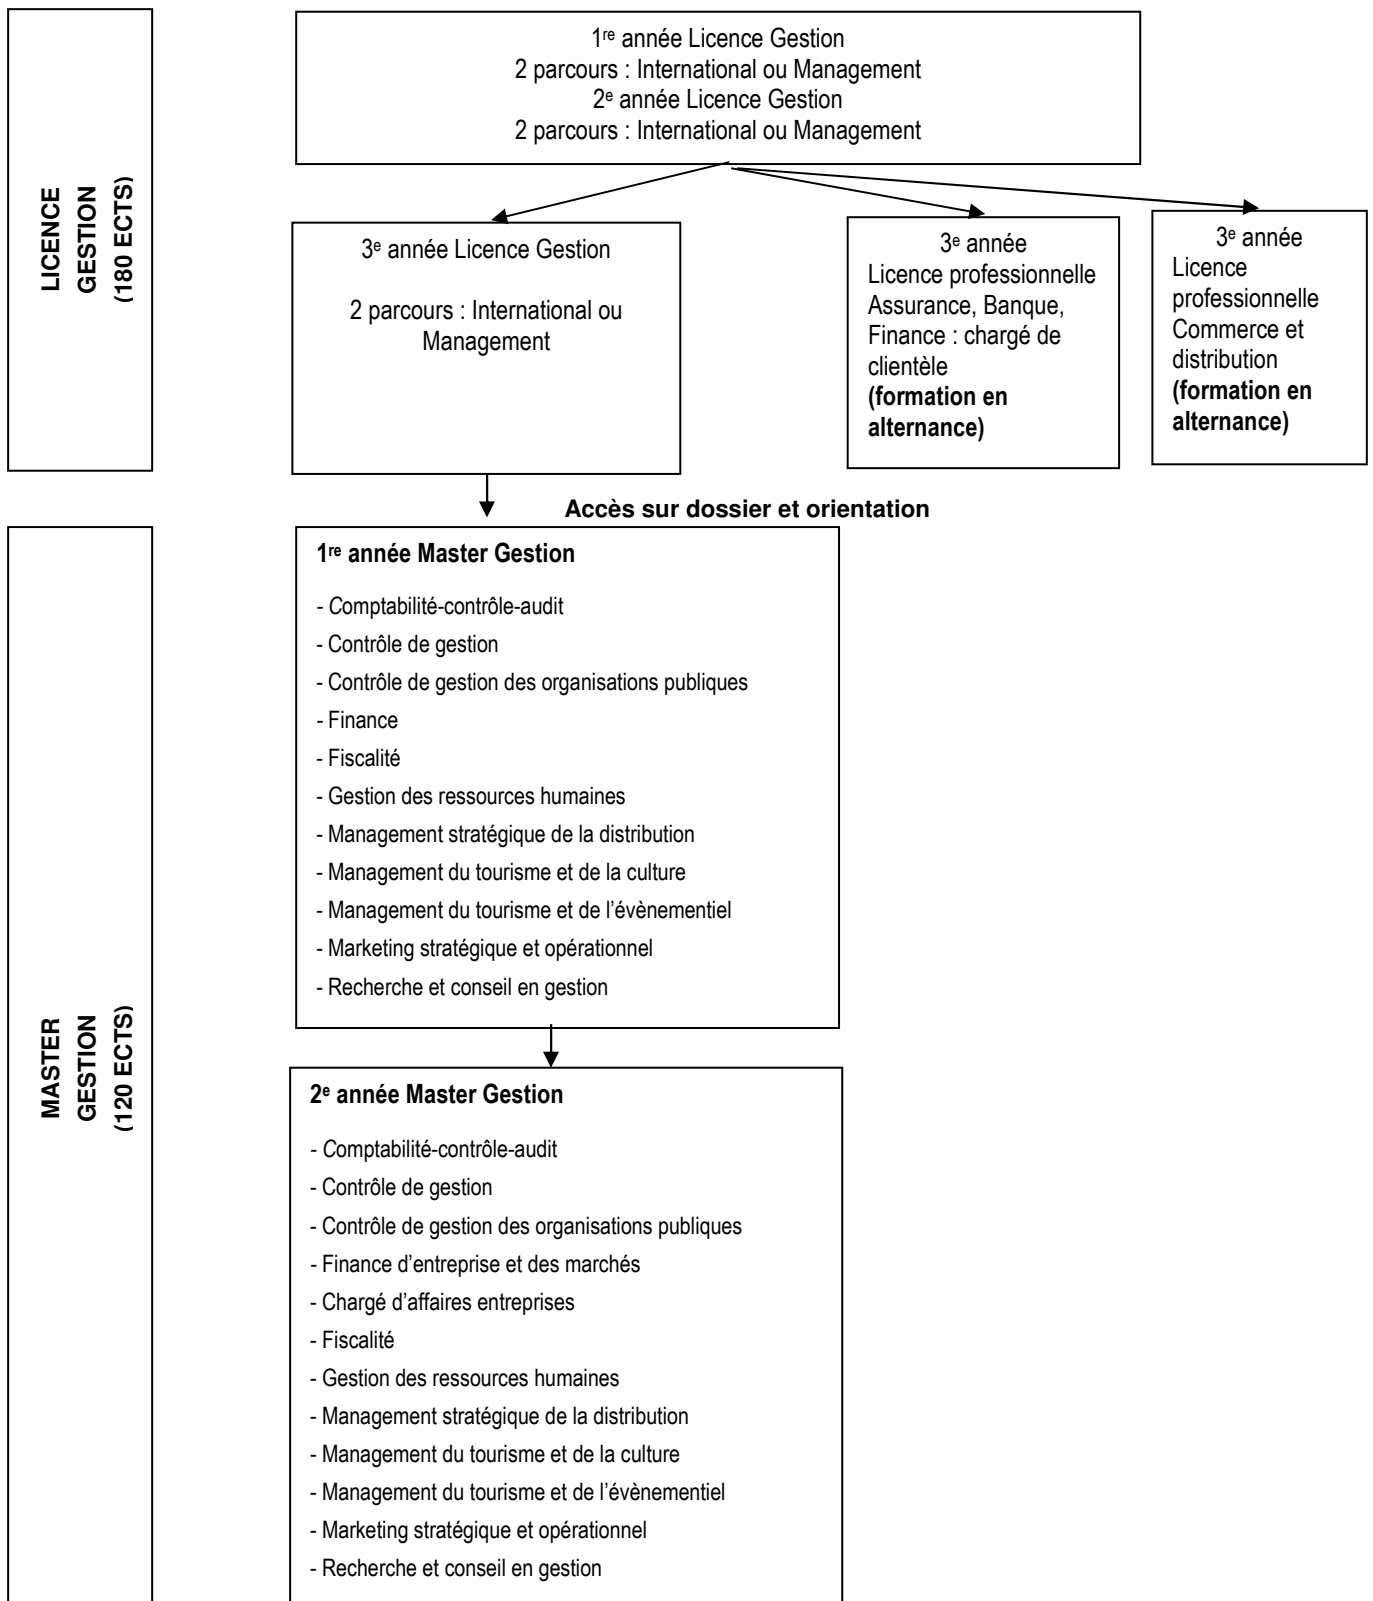 LICENCE
GESTION
(180 ECTS)
1re année Licence Gestion
2 parcours : International ou Management
2e année Licence Gestion
2 parcours : International ou Management
3e année Licence Gestion
2 parcours : International ou
Management
3e année
Licence professionnelle
Assurance, Banque,
Finance : chargé de
clientèle
(formation en
alternance)
3e année
Licence
professionnelle
Commerce et
distribution
(formation en
alternance)
Accès sur dossier et orientation
MASTER
GESTION
(120 ECTS)
1re année Master Gestion
- Comptabilité-contrôle-audit
- Contrôle de gestion
- Contrôle de gestion des organisations publiques
- Finance
- Fiscalité
- Gestion des ressources humaines
- Management stratégique de la distribution
- Management du tourisme et de la culture
- Management du tourisme et de l’évènementiel
- Marketing stratégique et opérationnel
- Recherche et conseil en gestion
2e année Master Gestion
- Comptabilité-contrôle-audit
- Contrôle de gestion
- Contrôle de gestion des organisations publiques
- Finance d’entreprise et des marchés
- Chargé d’affaires entreprises
- Fiscalité
- Gestion des ressources humaines
- Management stratégique de la distribution
- Management du tourisme et de la culture
- Management du tourisme et de l’évènementiel
- Marketing stratégique et opérationnel
- Recherche et conseil en gestion